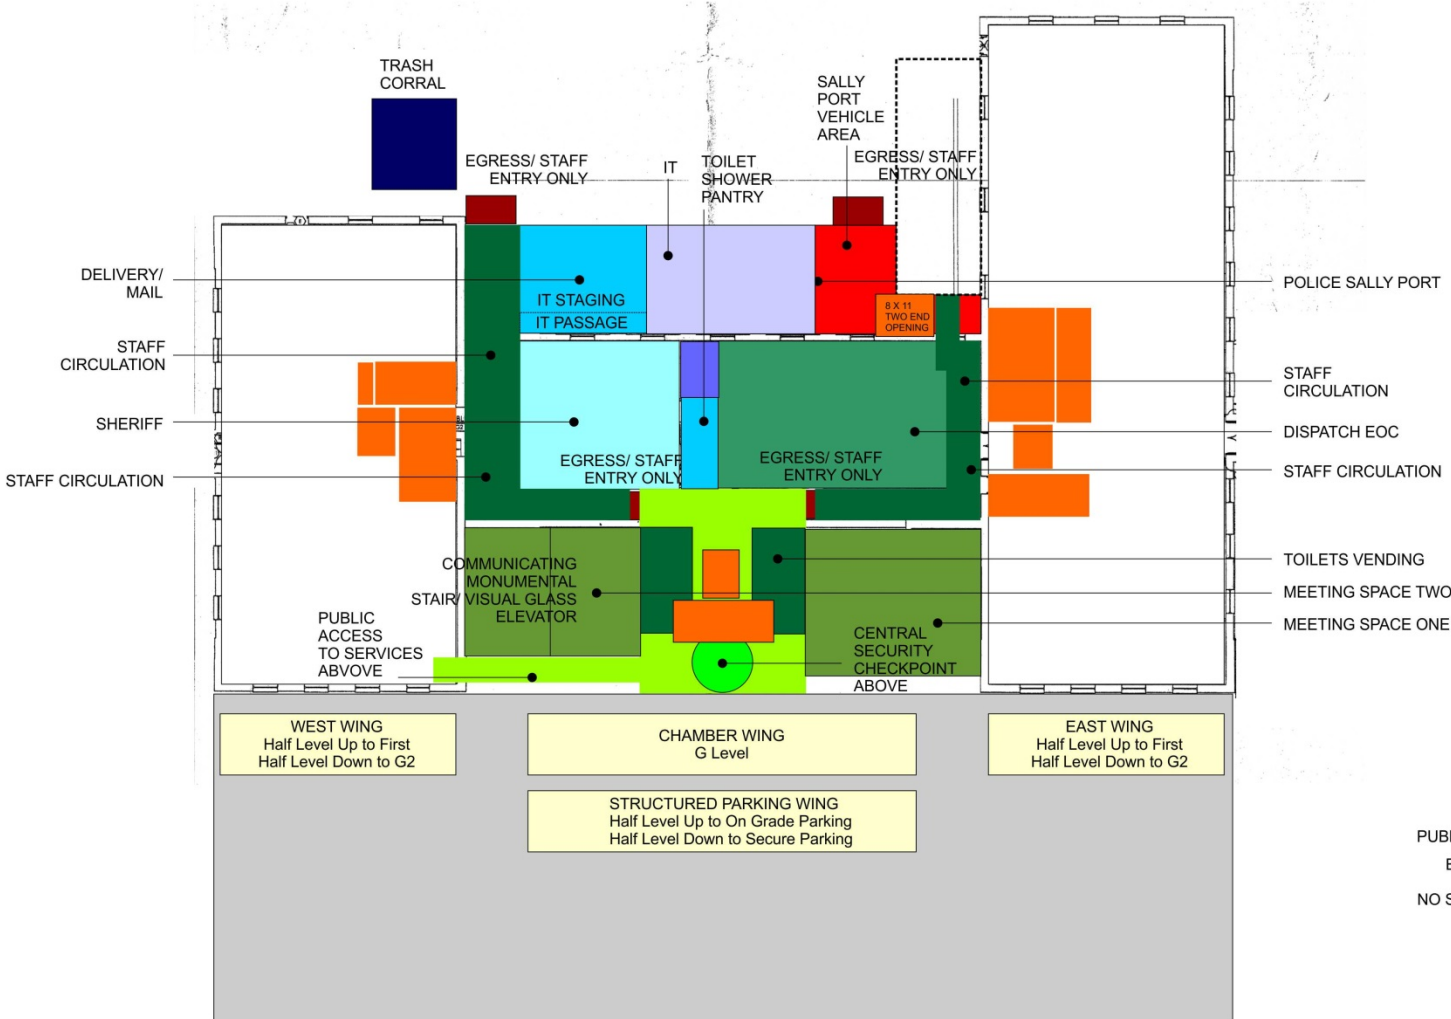 TRASH
CORRAL
SALLY
PORT
VEHICLE
AREA
EGRESS/ STAFF
ENTRY ONLY
IT
TOILET
SHOWER
PANTRY
EGRESS/ STAFF
ENTRY ONLY
DELIVERY/
MAIL
IT STAGING
IT PASSAGE
8 X 11
TWO END
OPENING
POLICE SALLY PORT
STAFF
CIRCULATION
STAFF
CIRCULATION
SHERIFF
DISPATCH EOC
EGRESS/ STAFF
ENTRY ONLY
EGRESS/ STAFF
ENTRY ONLY
STAFF CIRCULATION
STAFF CIRCULATION
COMMUNICATING
MONUMENTAL
STAIR/ VISUAL GLASS
ELEVATOR
TOILETS VENDING
MEETING SPACE TWO
MEETING SPACE ONE
PUBLIC
ACCESS
TO SERVICES
ABVOVE
CENTRAL
SECURITY
CHECKPOINT
ABOVE
WEST WING
Half Level Up to First
Half Level Down to G2
CHAMBER WING
G Level
EAST WING
Half Level Up to First
Half Level Down to G2
STRUCTURED PARKING WING
Half Level Up to On Grade Parking
Half Level Down to Secure Parking
NO